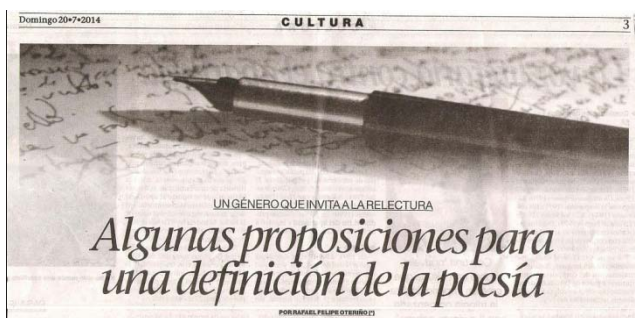 Domingo 20•7•2014
CULTURA
3
UN GÉNERO QUE INVITA A LA RELECTURA
Algunas proposiciones para
una definición de la poesía
POR RAFAEL FELIPE OTERIÑO (*)